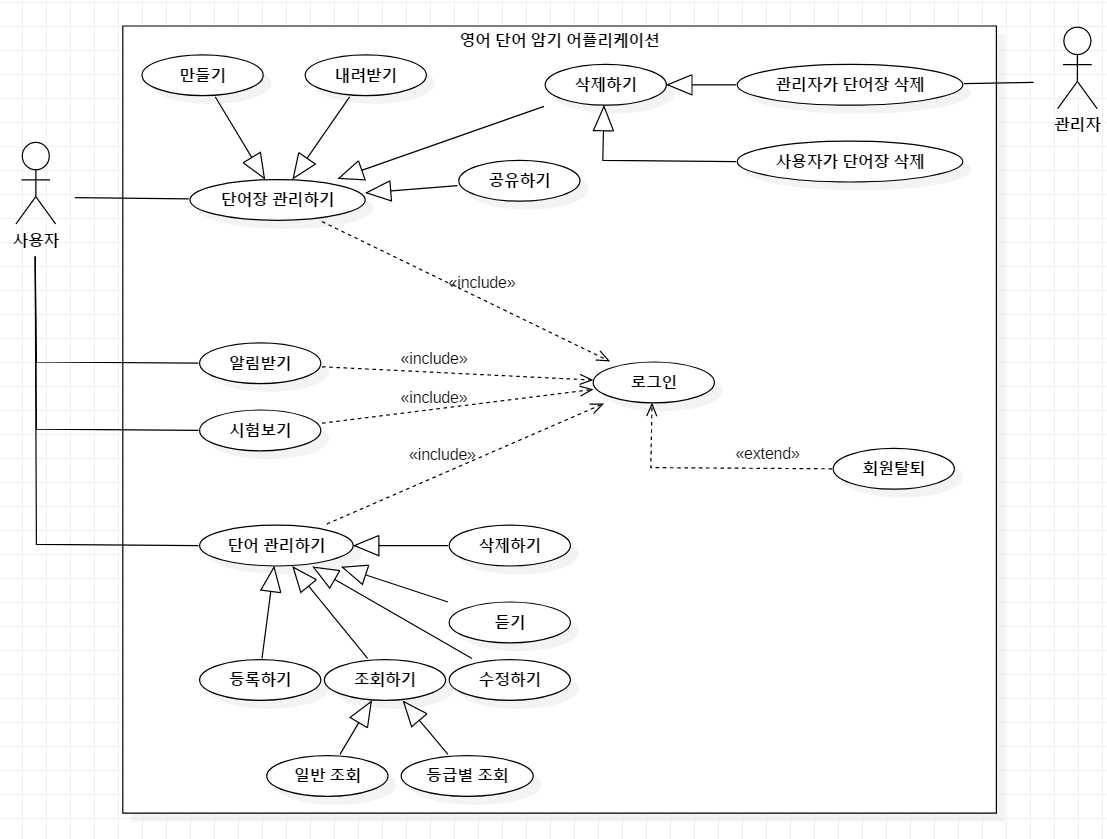 영어 단어 암기 어플리케이션
만들기
내려받기
삭제하기
관리자가 단어장 삭제
관리자
사용자가 단어장 삭제
공유하기
단어장 관리하기
사용자
«include»
알림받기
«include»
로그인
시험보기
«include»
«include»
«extend»
회원탈퇴
단어 관리하기
삭제하기
듣기
등록하기
조회하기
수정하기
일반 조회
등급별 조회